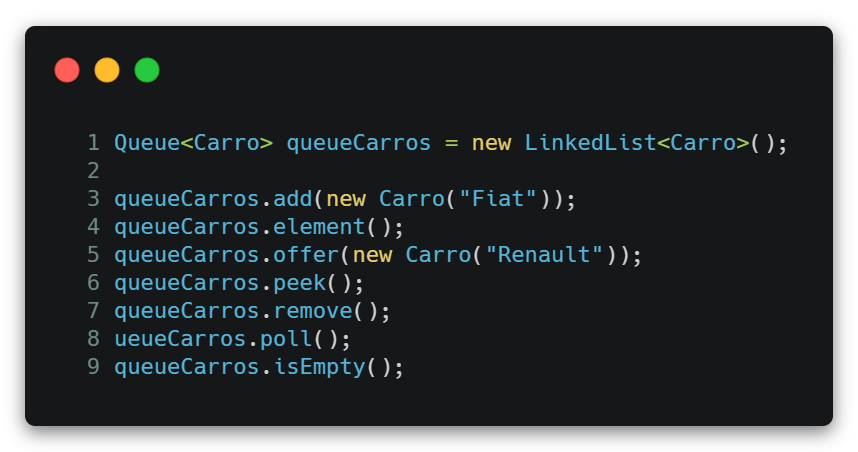 1 Queue<Carro> queueCarros = new LinkedList<Carro>();
2
3 queueCarros.add(new Carro("Fiat"));
4 queueCarros.element();
5 queueCarros.offer(new Carro("Renault"));
6 queueCarros.peek();
7 queueCarros.remove();
8 ueueCarros.poll();
9 queueCarros.isEmpty();